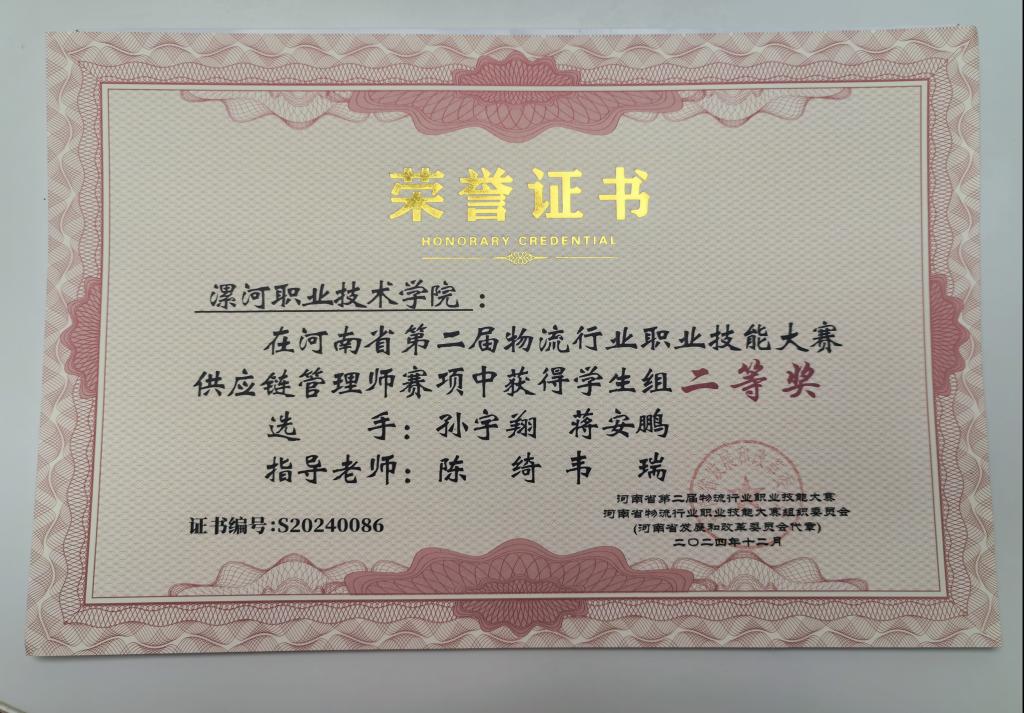 荣誉证书
HONORARY CREDENTIAL
漯河职业技术学院：
在河南省第二届物流行业职业技能大赛
供应链管理师赛项中获得学生组二等奖
选 手：孙宇翔 蒋安鹏
指导老师：陈 绮 韦 瑞
河南省第二届物流行业职业技能大赛
河南省物流行业职业技能大赛组织委员会
(河南省发展和改革委员会代章)
二〇二四年十二月
证书编号:S20240086